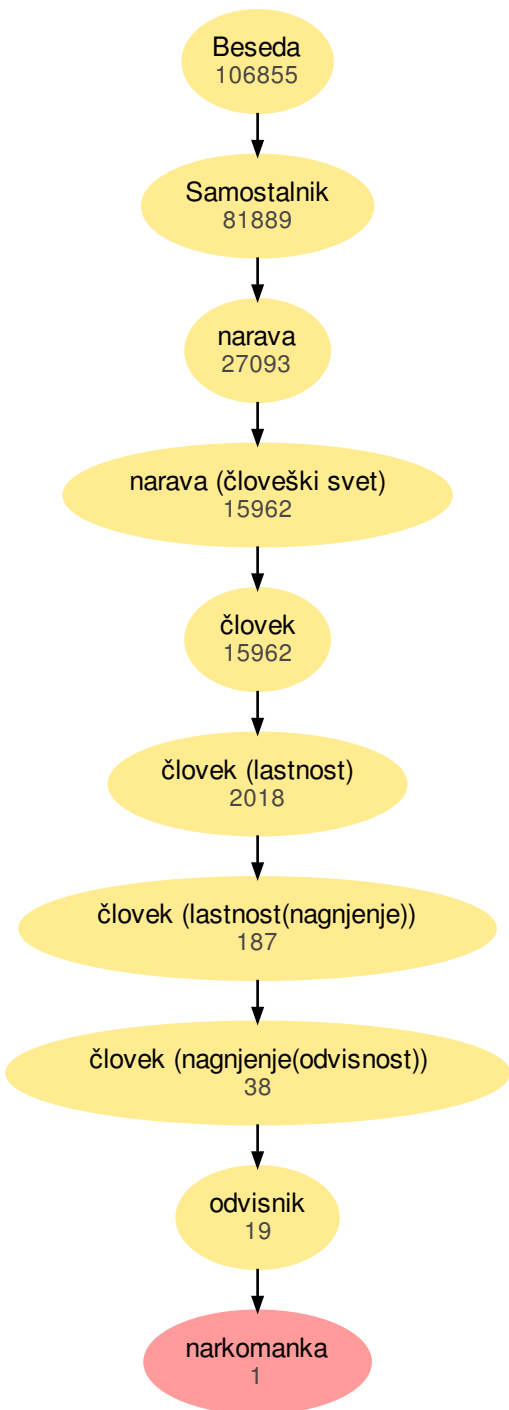 Beseda
106855
Samostalnik
81889
narava
27093
narava (človeški svet)
15962
človek
15962
človek (lastnost)
2018
človek (lastnost(nagnjenje))
187
človek (nagnjenje(odvisnost))
38
odvisnik
19
narkomanka
1